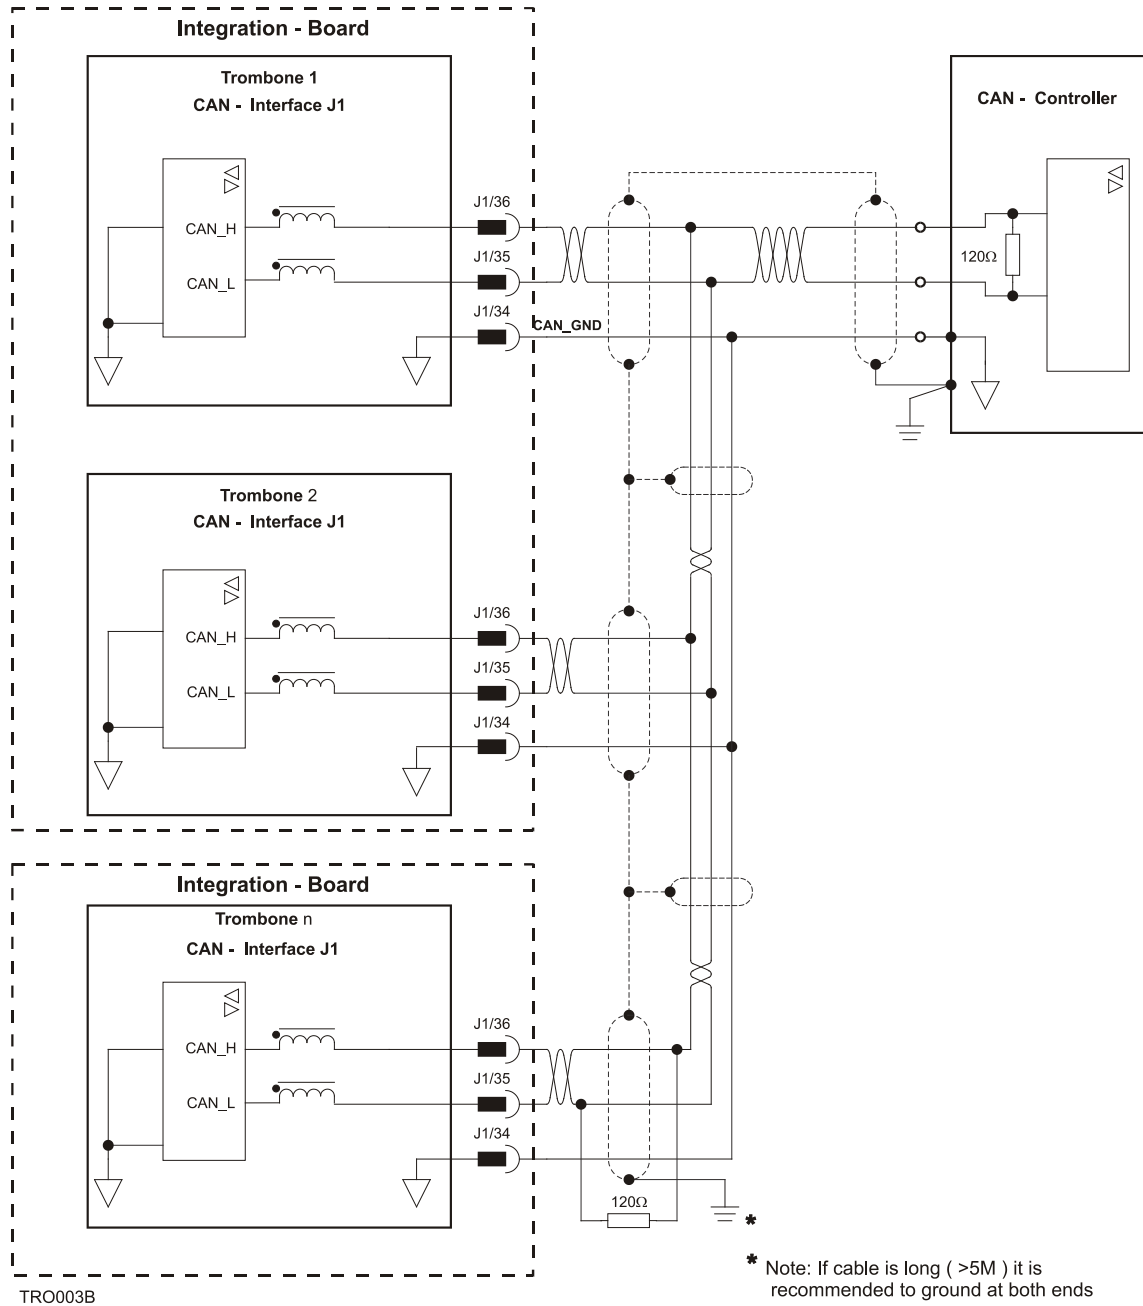 Integration - Board
Trombone 1
CAN - Interface J1
CAN - Controller
CAN_H
CAN_L
J1/36
J1/35
J1/34
CAN_GND
120Ω
Trombone 2
CAN - Interface J1
CAN_H
CAN_L
J1/36
J1/35
J1/34
Integration - Board
Trombone n
CAN - Interface J1
CAN_H
CAN_L
J1/36
J1/35
J1/34
120Ω
*
* Note: If cable is long ( >5M ) it is
recommended to ground at both ends
TRO003B